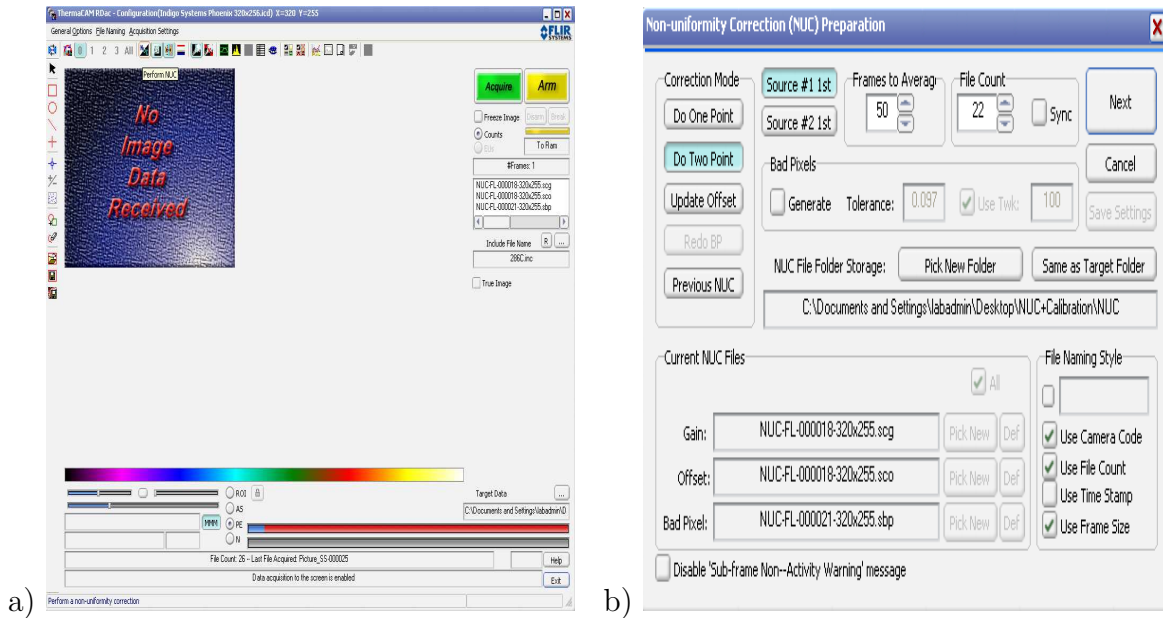 ThermaCAM RDac - Configuration(Indigo Systems Phoenix 320x256.icd) X=320 Y=255
General Options File Naming Acquisition Settings
FLIR
SYSTEMS
0 1 2 3 All
Perform NUC
No
Image
Data
Received
Acquire Arm
Freeze Image Disarm Break
Counts
To Ram
#Frames: 1
NUC-FL-000018-320x255.scg
NUC-FL-000018-320x255.sco
NUC-FL-000021-320x255.sbp
Include File Name R ...
286C.inc
True Image
ROI
AS
MMM PE
N
Target Data ...
C:\Documents and Settings\labadmin\D
File Count: 26 -- Last File Acquired: Picture_SS-000025 Help
Data acquisition to the screen is enabled Exit
Perform a non-uniformity correction
a)
Non-uniformity Correction (NUC) Preparation
Correction Mode
Do One Point
Do Two Point
Update Offset
Redo BP
Previous NUC
Source #1 1st
Source #2 1st
Frames to Averag
50
File Count
22 Sync
Next
Cancel
Save Settings
Bad Pixels
Generate Tolerance: 0.097 Use Twk: 100
NUC File Folder Storage: Pick New Folder Same as Target Folder
C:\Documents and Settings\labadmin\Desktop\NUC+Calibration\NUC
Current NUC Files
All
Gain: NUC-FL-000018-320x255.scg Pick New Def
Offset: NUC-FL-000018-320x255.sco Pick New Def
Bad Pixel: NUC-FL-000021-320x255.sbp Pick New Def
File Naming Style
Use Camera Code
Use File Count
Use Time Stamp
Use Frame Size
Disable 'Sub-frame Non--Activity Warning' message
b)